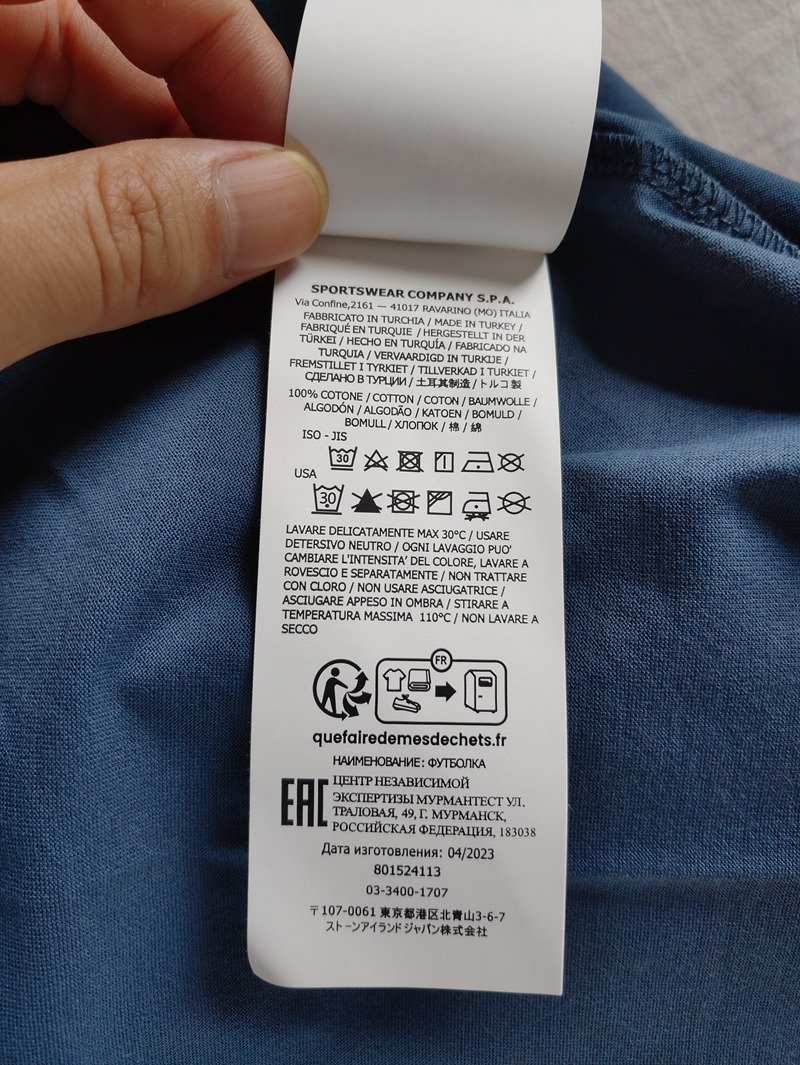 SPORTSWEAR COMPANY S.P.A.
Via Confine,2161 — 41017 RAVARINO (MO) ITALIA
FABBRICATO IN TURCHIA / MADE IN TURKEY /
FABRIQUÉ EN TURQUIE / HERGESTELLT IN DER
TÜRKEI / HECHO EN TURQUÍA / FABRICADO NA
TURQUIA / VERVAARDIGD IN TURKIJE /
FREMSTILLET I TYRKIET / TILLVERKAD I TURKIET /
СДЕЛАНО В ТУРЦИИ / 土耳其制造 / トルコ製
100% COTONE / COTTON / COTON / BAUMWOLLE /
ALGODÓN / ALGODÃO / KATOEN / BOMULD /
BOMULL / ХЛОПОК / 棉 / 綿
ISO - JIS
30
USA
30
LAVARE DELICATAMENTE MAX 30°C / USARE
DETERSIVO NEUTRO / OGNI LAVAGGIO PUO'
CAMBIARE L'INTENSITA' DEL COLORE, LAVARE A
ROVESCIO E SEPARATAMENTE / NON TRATTARE
CON CLORO / NON USARE ASCIUGATRICE /
ASCIUGARE APPESO IN OMBRA / STIRARE A
TEMPERATURA MASSIMA 110°C / NON LAVARE A
SECCO
FR
quefairedemesdechets.fr
НАИМЕНОВАНИЕ: ФУТБОЛКА
EAC
ЦЕНТР НЕЗАВИСИМОЙ
ЭКСПЕРТИЗЫ МУРМАНТЕСТ УЛ.
ТРАЛОВАЯ, 49, Г. МУРМАНСК,
РОССИЙСКАЯ ФЕДЕРАЦИЯ, 183038
Дата изготовления: 04/2023
801524113
03-3400-1707
〒107-0061 東京都港区北青山3-6-7
ストーンアイランドジャパン株式会社